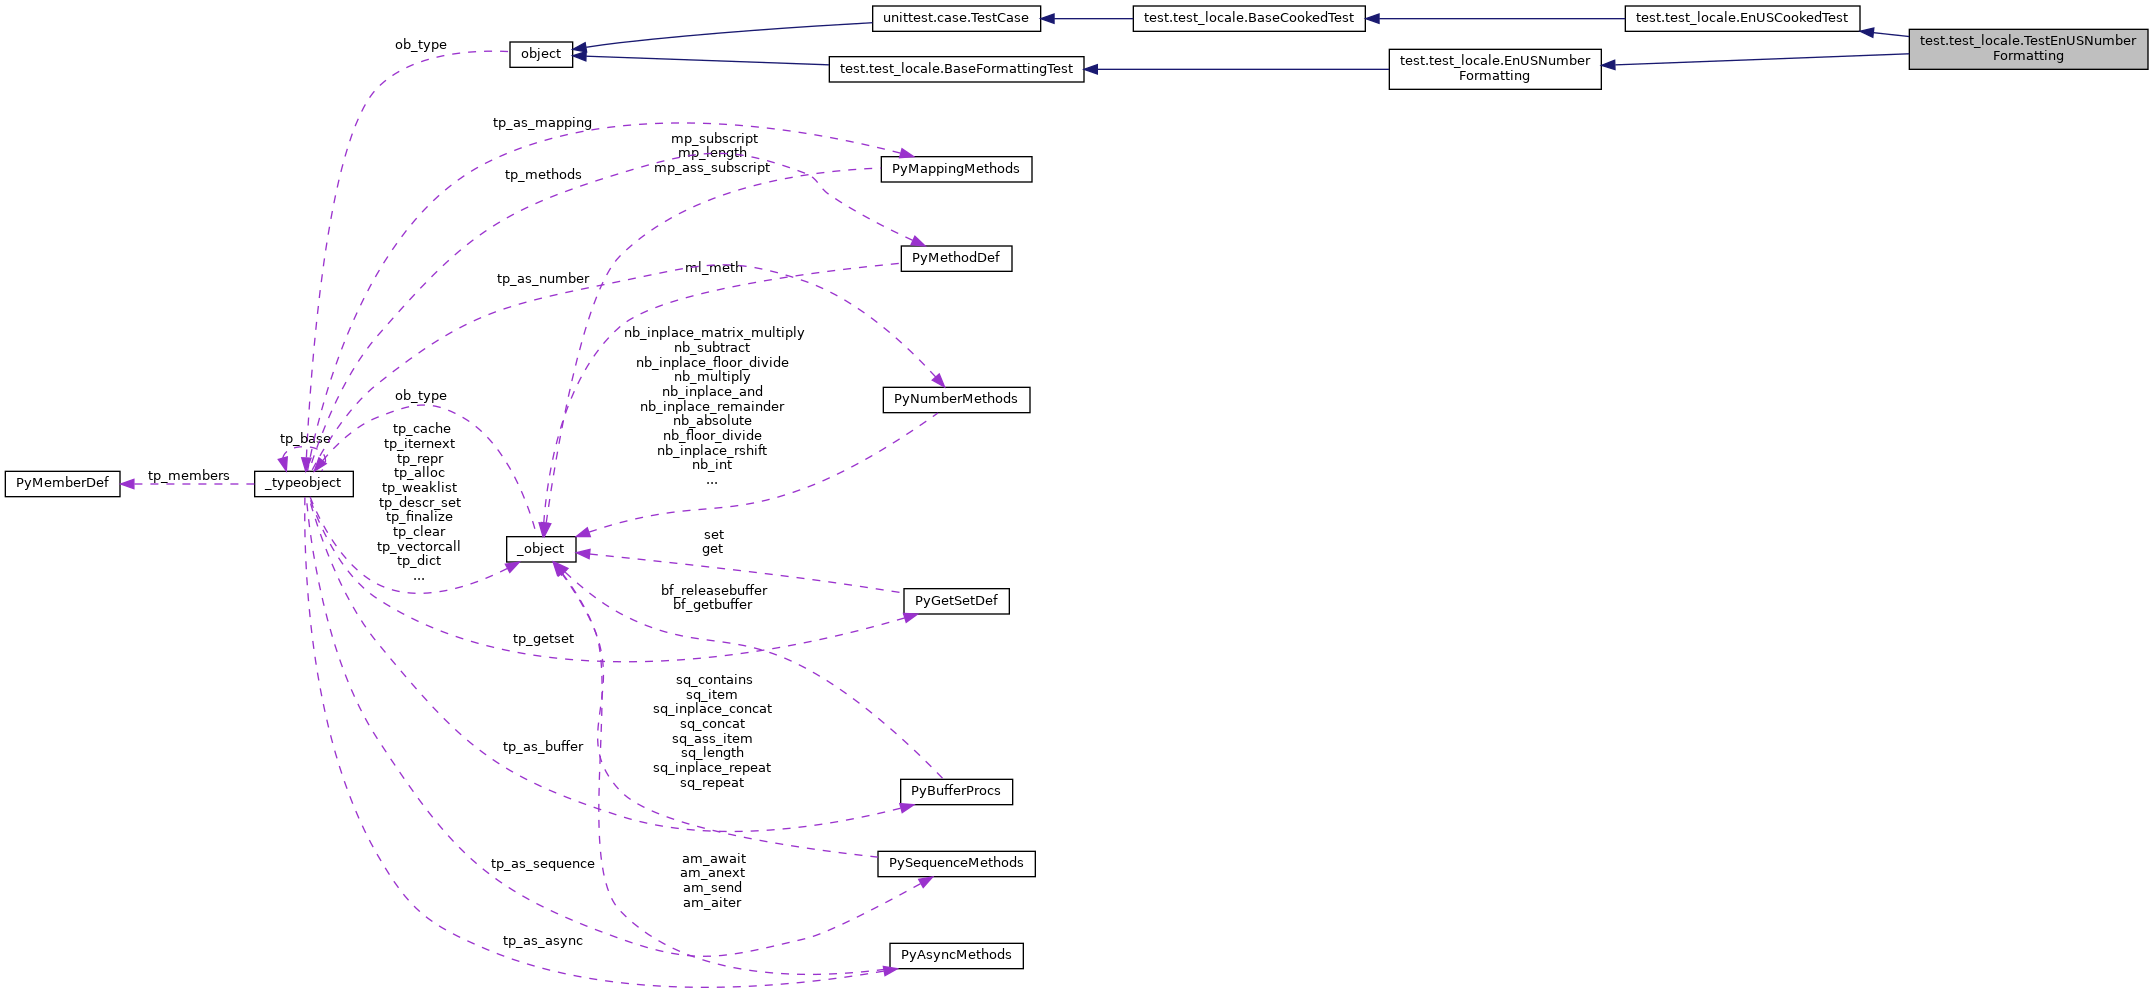 unittest.case.TestCase
test.test_locale.BaseCookedTest
test.test_locale.EnUSCookedTest
test.test_locale.TestEnUSNumber
Formatting
ob_type
object
test.test_locale.BaseFormattingTest
test.test_locale.EnUSNumber
Formatting
tp_as_mapping
mp_subscript
mp_length
mp_ass_subscript
PyMappingMethods
tp_methods
PyMethodDef
ml_meth
tp_as_number
nb_inplace_matrix_multiply
nb_subtract
nb_inplace_floor_divide
nb_multiply
nb_inplace_and
nb_inplace_remainder
nb_absolute
nb_floor_divide
nb_inplace_rshift
nb_int
...
PyNumberMethods
ob_type
tp_cache
tp_iternext
tp_repr
tp_alloc
tp_weaklist
tp_descr_set
tp_finalize
tp_clear
tp_vectorcall
tp_dict
...
tp_base
PyMemberDef
tp_members
_typeobject
_object
set
get
PyGetSetDef
bf_releasebuffer
bf_getbuffer
tp_getset
sq_contains
sq_item
sq_inplace_concat
sq_concat
sq_ass_item
sq_length
sq_inplace_repeat
sq_repeat
tp_as_buffer
PyBufferProcs
tp_as_sequence
PySequenceMethods
am_await
am_anext
am_send
am_aiter
tp_as_async
PyAsyncMethods